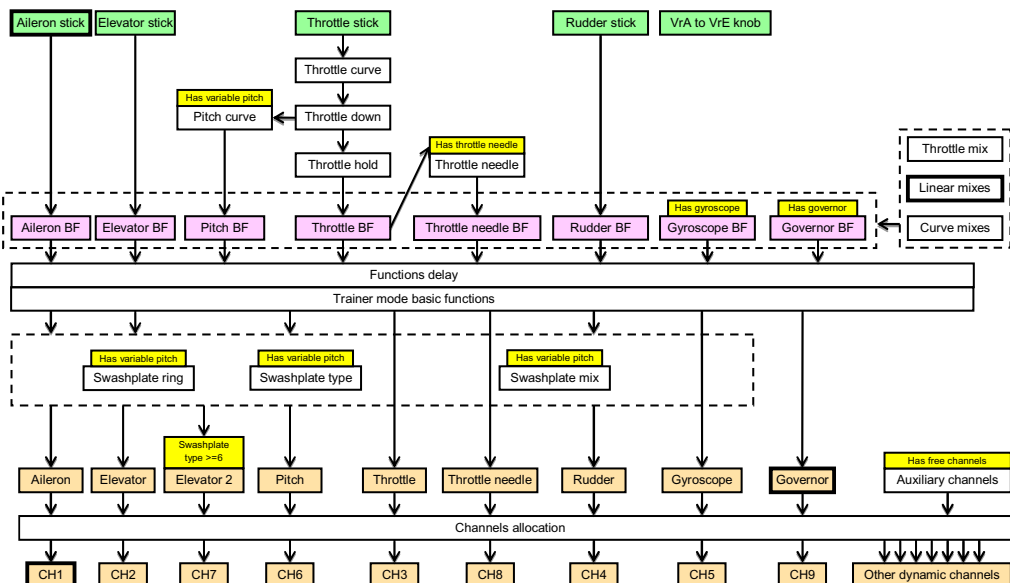 Aileron stick
Elevator stick
Throttle stick
Rudder stick
VrA to VrE knob
Throttle curve
Has variable pitch
Pitch curve
Throttle down
Has throttle needle
Throttle hold
Throttle needle
Throttle mix
Linear mixes
Curve mixes
Has gyroscope
Has governor
Aileron BF
Elevator BF
Pitch BF
Throttle BF
Throttle needle BF
Rudder BF
Gyroscope BF
Governor BF
Functions delay
Trainer mode basic functions
Has variable pitch
Swashplate ring
Has variable pitch
Swashplate type
Has variable pitch
Swashplate mix
Swashplate
type >=6
Has free channels
Aileron
Elevator
Elevator 2
Pitch
Throttle
Throttle needle
Rudder
Gyroscope
Governor
Auxiliary channels
Channels allocation
CH1
CH2
CH7
CH6
CH3
CH8
CH4
CH5
CH9
Other dynamic channels